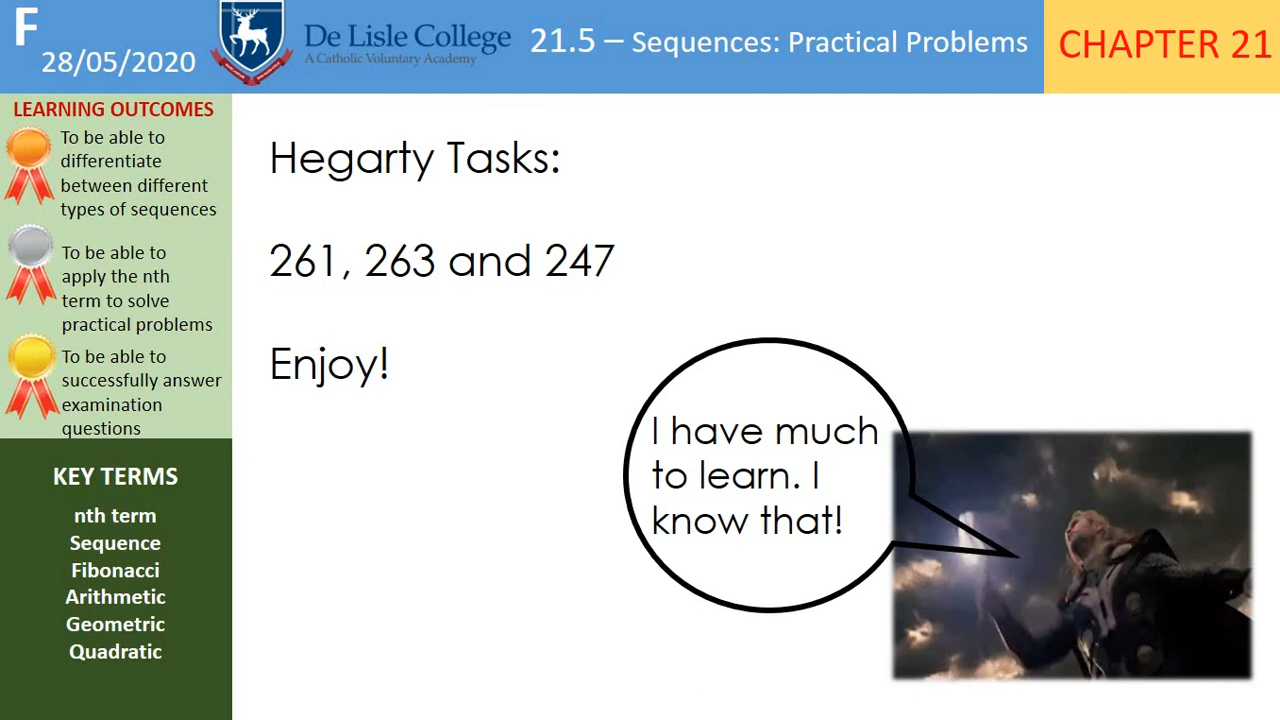 F
28/05/2020
De Lisle College
A Catholic Voluntary Academy
21.5 – Sequences: Practical Problems
CHAPTER 21
LEARNING OUTCOMES
To be able to
differentiate
between different
types of sequences
To be able to
apply the nth
term to solve
practical problems
To be able to
successfully answer
examination
questions
KEY TERMS
nth term
Sequence
Fibonacci
Arithmetic
Geometric
Quadratic
Hegarty Tasks:
261, 263 and 247
Enjoy!
I have much
to learn. I
know that!